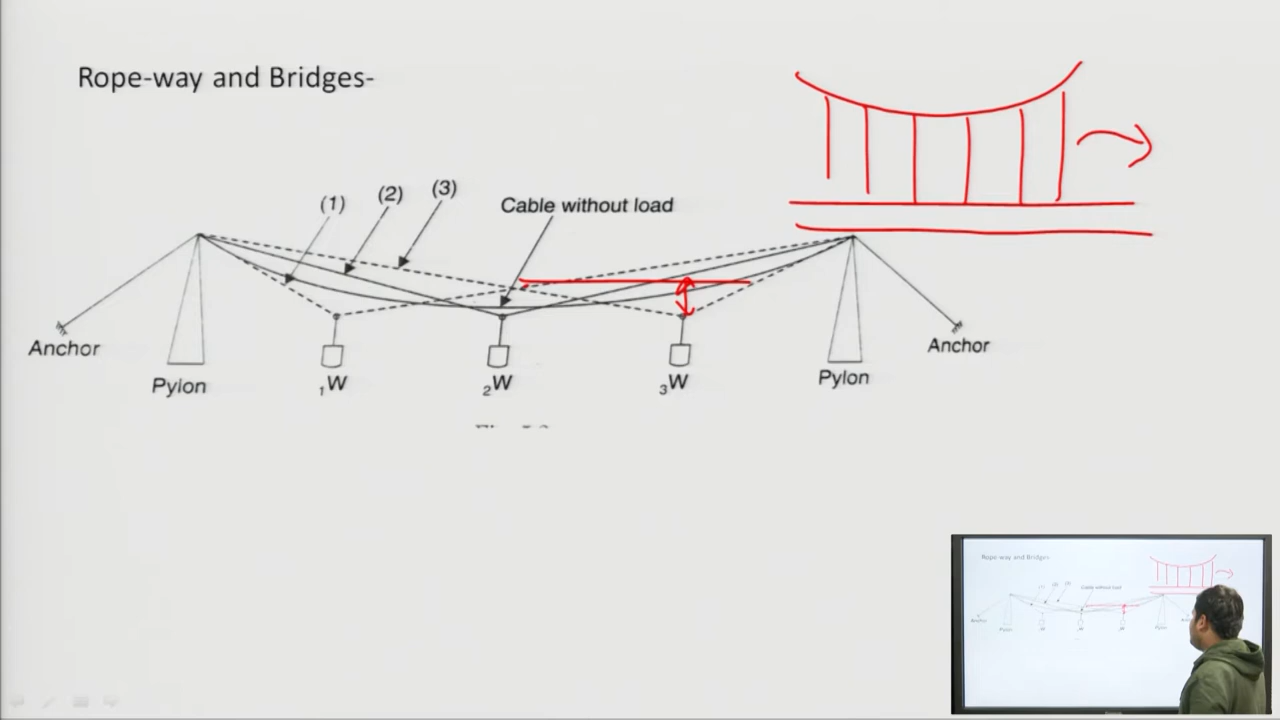 Rope-way and Bridges-
(1) (2) (3)
Cable without load
Anchor
Pylon
₁W
₂W
₃W
Pylon
Anchor